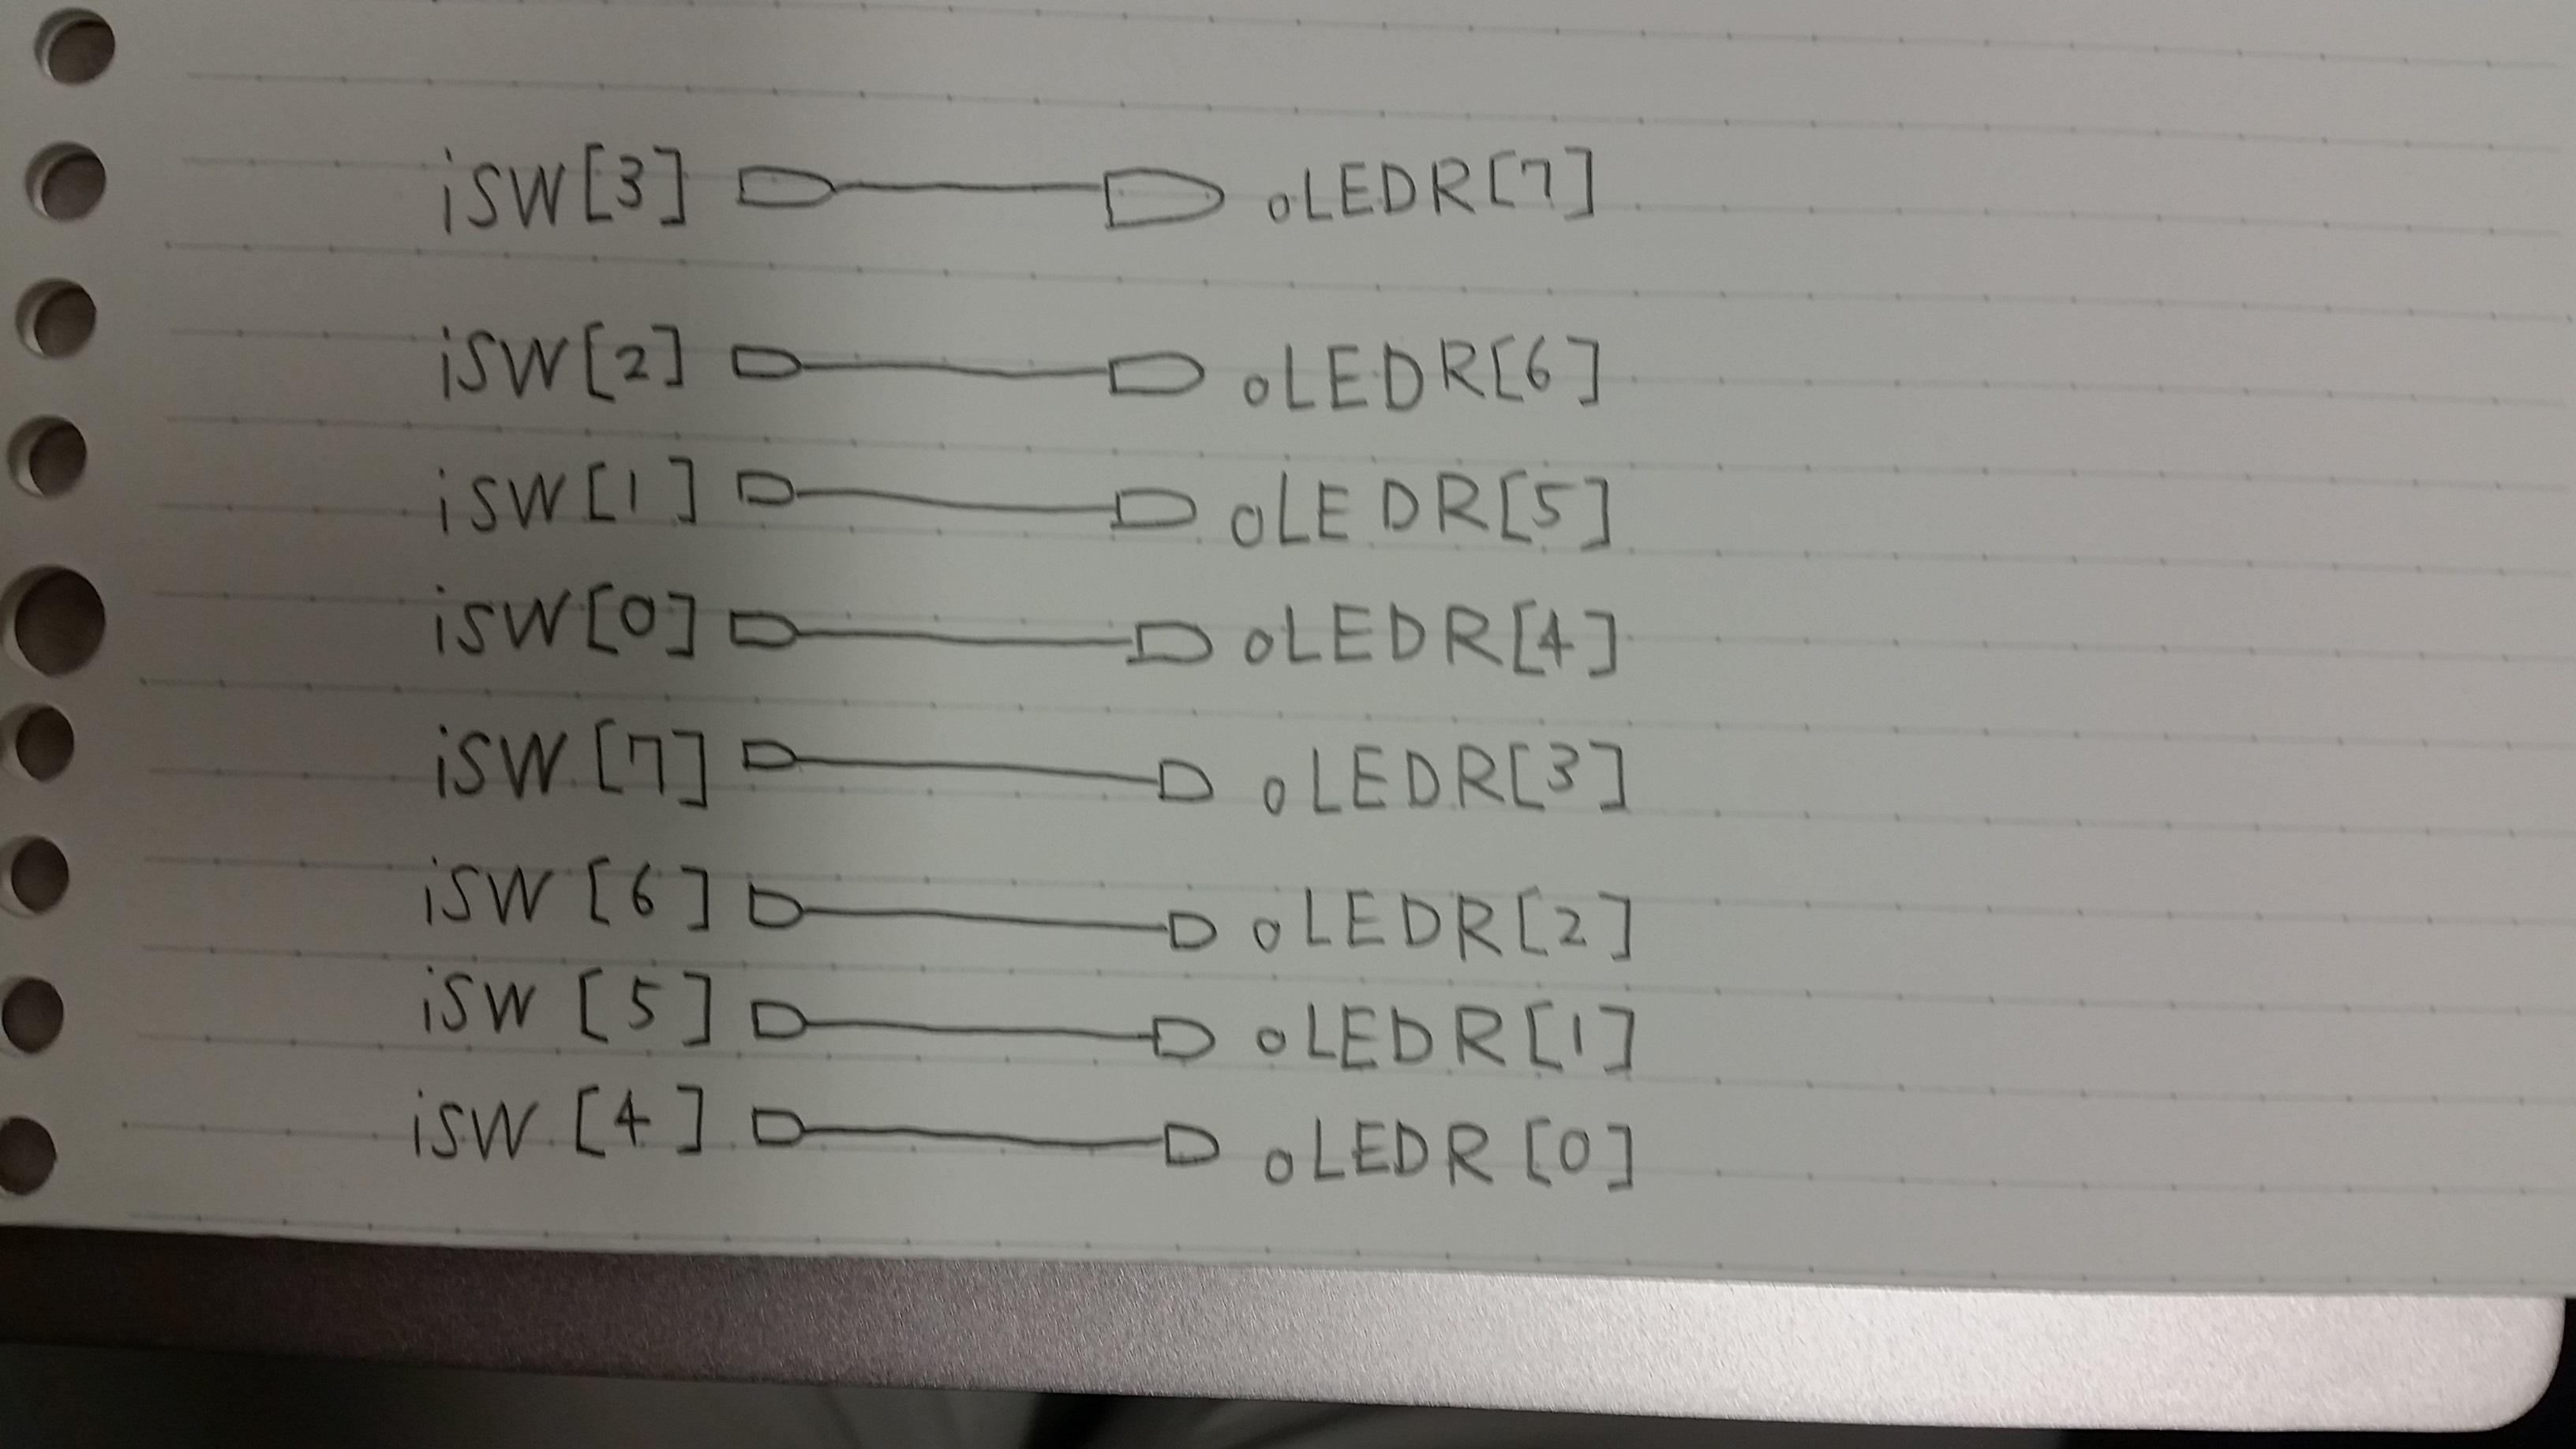 iSW[3] oLEDR[7]
iSW[2] oLEDR[6]
iSW[1] oLEDR[5]
iSW[0] oLEDR[4]
iSW[7] oLEDR[3]
iSW[6] oLEDR[2]
iSW[5] oLEDR[1]
iSW[4] oLEDR[0]